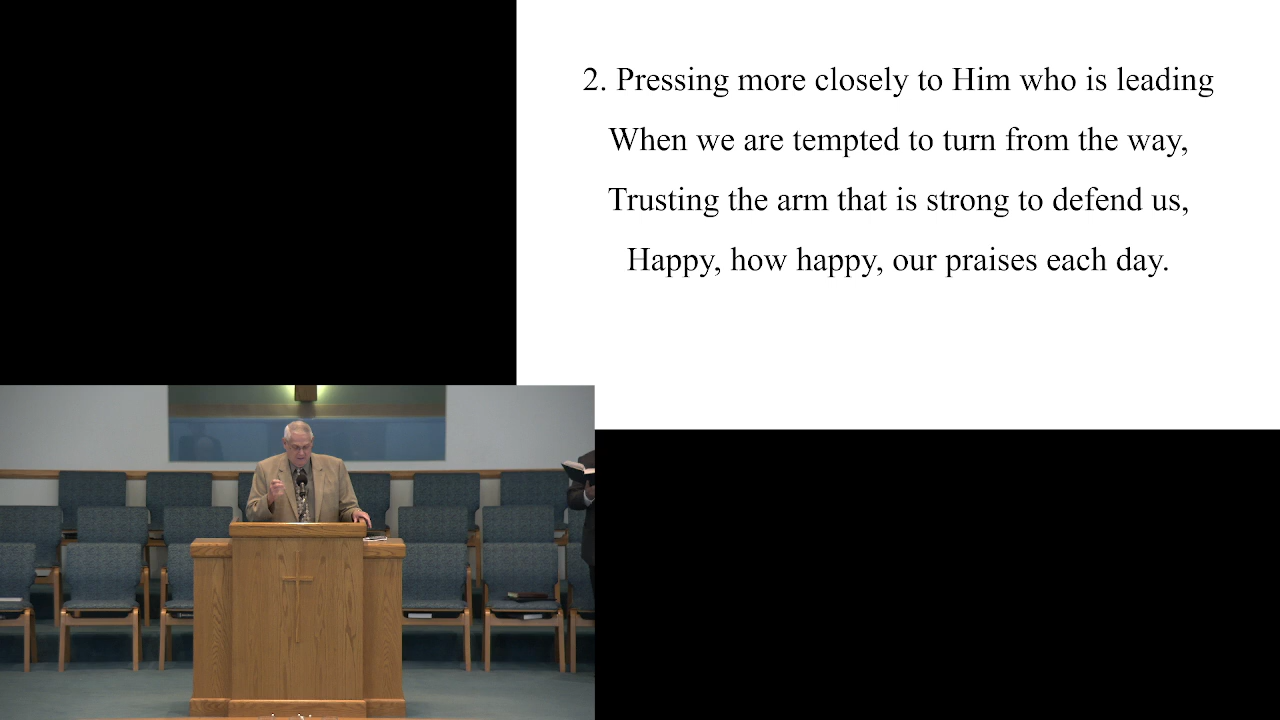 2. Pressing more closely to Him who is leading
When we are tempted to turn from the way,
Trusting the arm that is strong to defend us,
Happy, how happy, our praises each day.